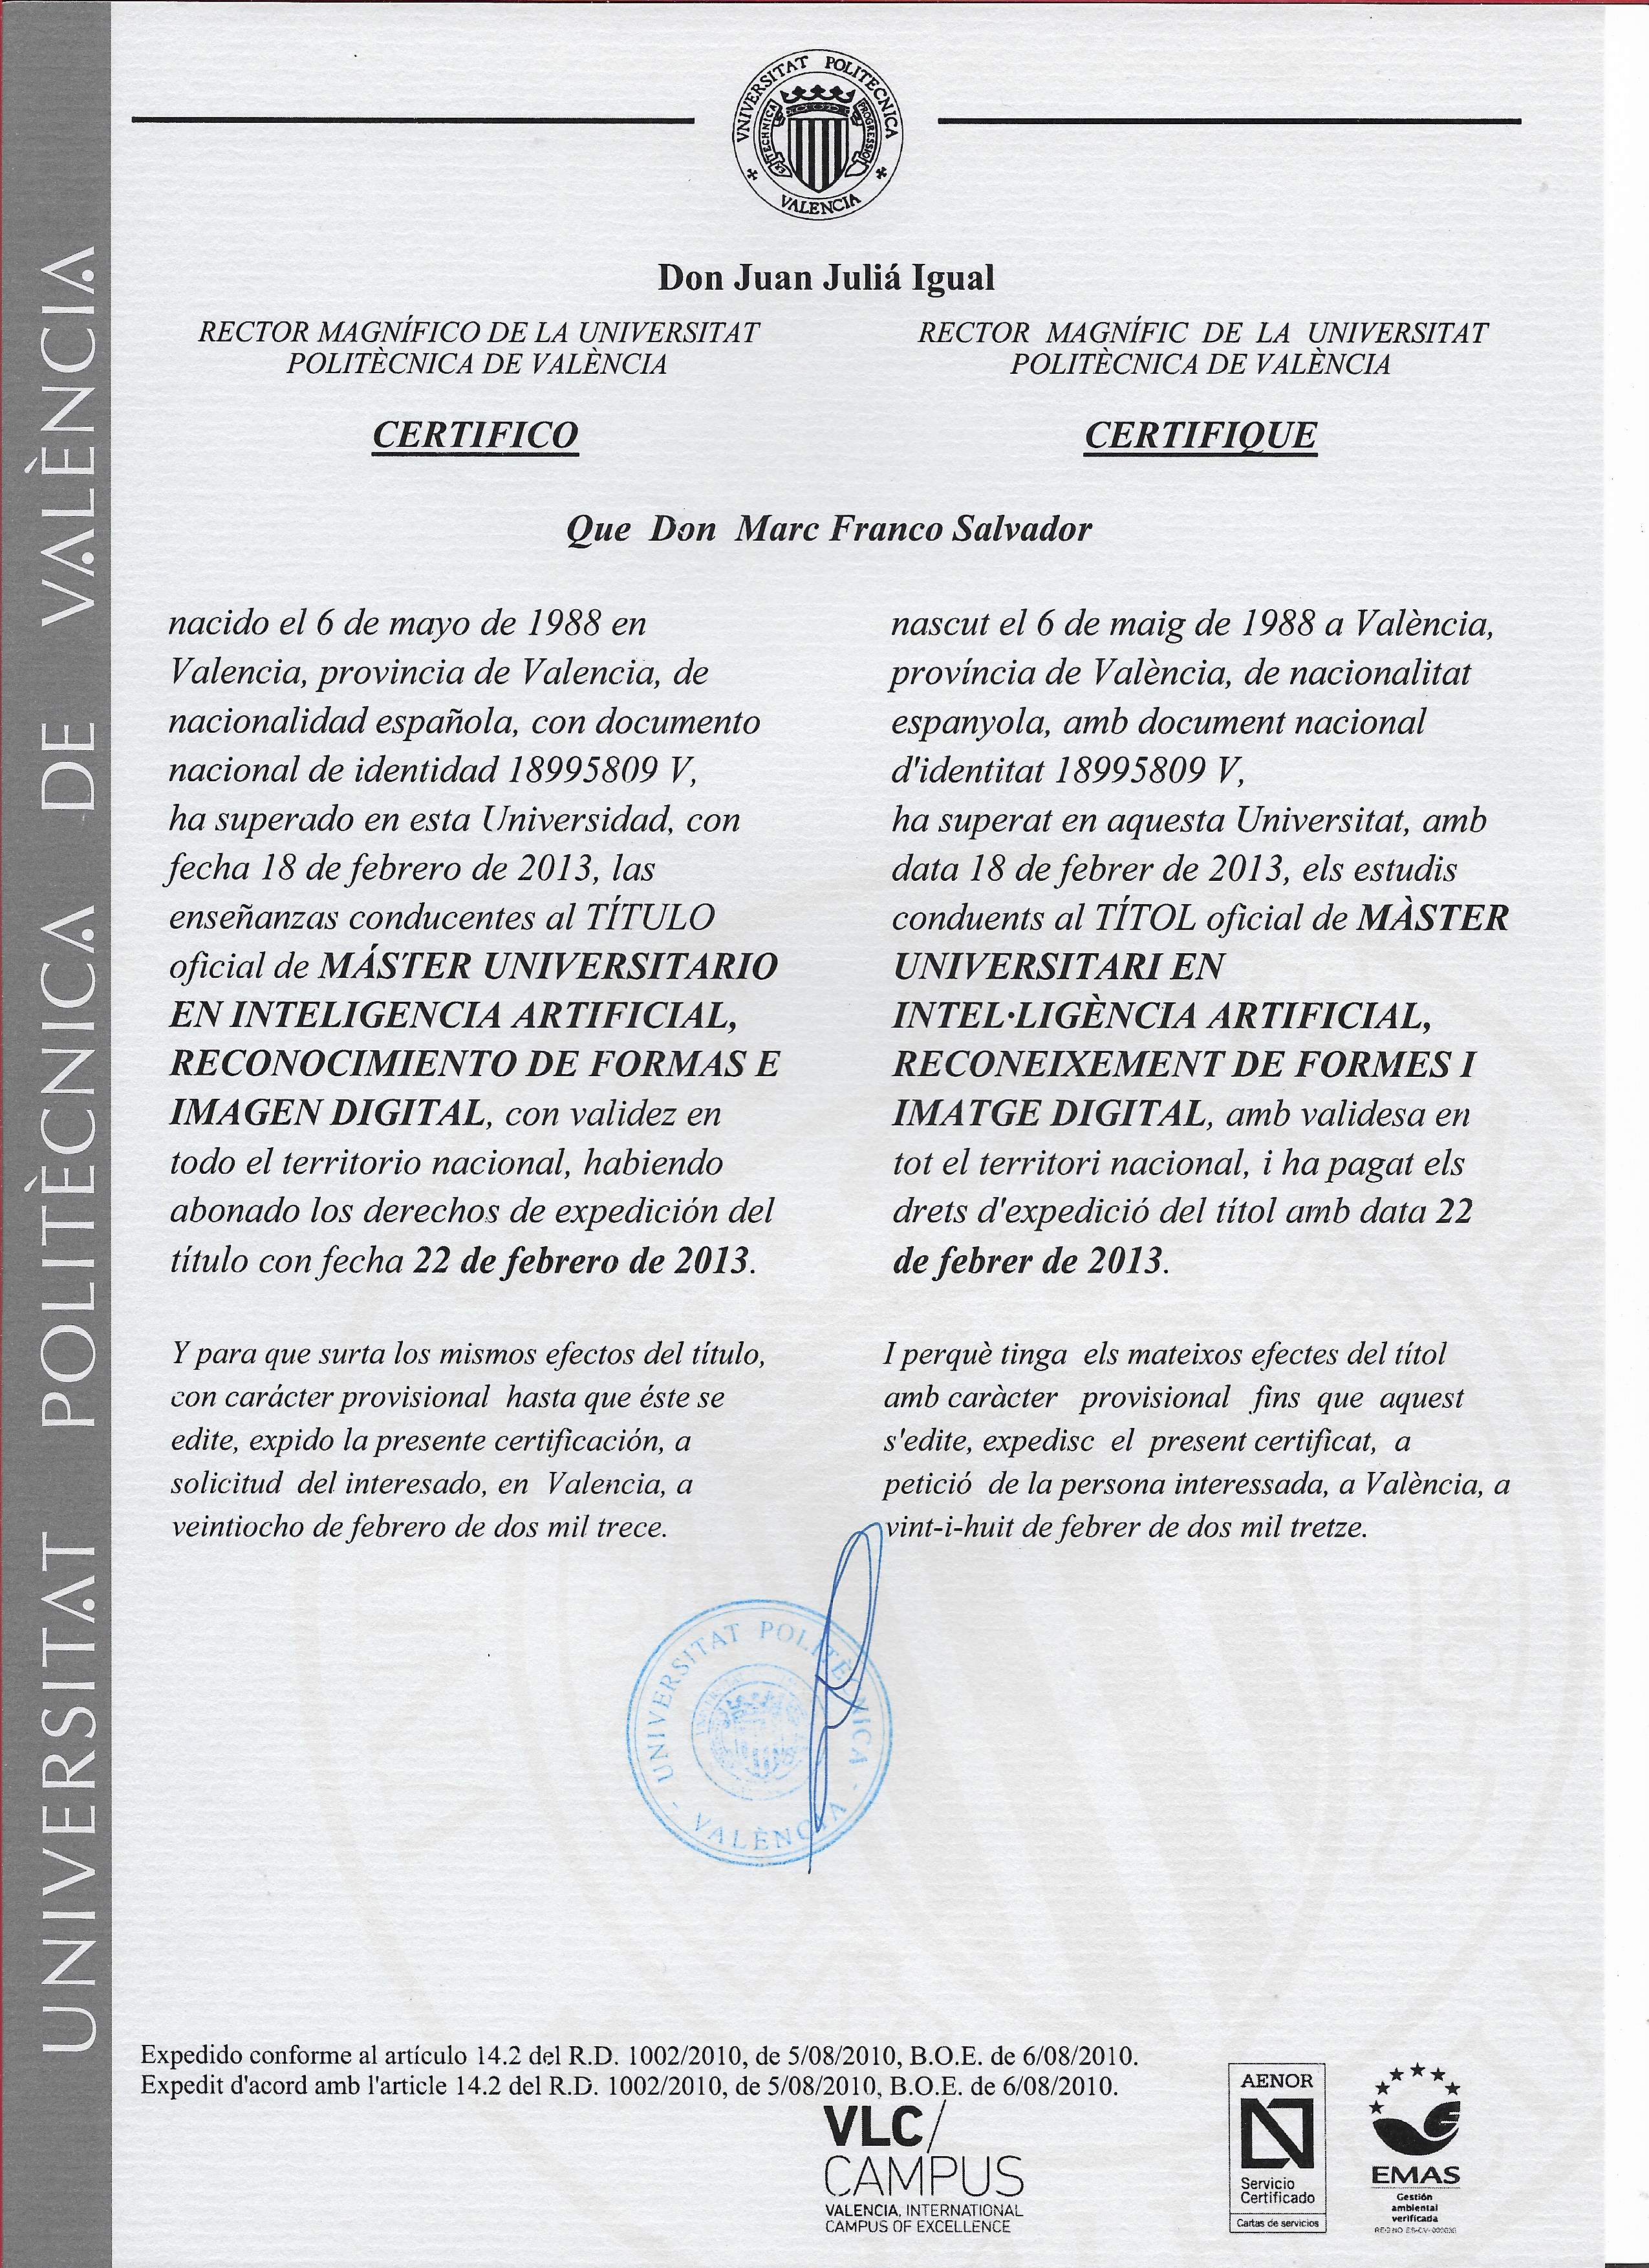 UNIVERSITAT POLITÈCNICA DE VALÈNCIA
VNIVERSITAT POLITECNICA
VALENCIA
Don Juan Juliá Igual
RECTOR MAGNÍFICO DE LA UNIVERSITAT
POLITÈCNICA DE VALÈNCIA
CERTIFICO
RECTOR MAGNÍFIC DE LA UNIVERSITAT
POLITÈCNICA DE VALÈNCIA
CERTIFIQUE
Que Don Marc Franco Salvador
nacido el 6 de mayo de 1988 en
Valencia, provincia de Valencia, de
nacionalidad española, con documento
nacional de identidad 18995809 V,
ha superado en esta Universidad, con
fecha 18 de febrero de 2013, las
enseñanzas conducentes al TÍTULO
oficial de MÁSTER UNIVERSITARIO
EN INTELIGENCIA ARTIFICIAL,
RECONOCIMIENTO DE FORMAS E
IMAGEN DIGITAL, con validez en
todo el territorio nacional, habiendo
abonado los derechos de expedición del
título con fecha 22 de febrero de 2013.
Y para que surta los mismos efectos del título,
con carácter provisional hasta que éste se
edite, expido la presente certificación, a
solicitud del interesado, en Valencia, a
veintiocho de febrero de dos mil trece.
nascut el 6 de maig de 1988 a València,
província de València, de nacionalitat
espanyola, amb document nacional
d'identitat 18995809 V,
ha superat en aquesta Universitat, amb
data 18 de febrer de 2013, els estudis
conduents al TÍTOL oficial de MÀSTER
UNIVERSITARI EN
INTEL·LIGÈNCIA ARTIFICIAL,
RECONEIXEMENT DE FORMES I
IMATGE DIGITAL, amb validesa en
tot el territori nacional, i ha pagat els
drets d'expedició del títol amb data 22
de febrer de 2013.
I perquè tinga els mateixos efectes del títol
amb caràcter provisional fins que aquest
s'edite, expedisc el present certificat, a
petició de la persona interessada, a València, a
vint-i-huit de febrer de dos mil tretze.
UNIVERSITAT POLITÈCNICA
VALÈNCIA
Expedido conforme al artículo 14.2 del R.D. 1002/2010, de 5/08/2010, B.O.E. de 6/08/2010.
Expedit d'acord amb l'article 14.2 del R.D. 1002/2010, de 5/08/2010, B.O.E. de 6/08/2010.
VLC/
CAMPUS
VALENCIA, INTERNATIONAL
CAMPUS OF EXCELLENCE
AENOR
Servicio
Certificado
Cartas de servicios
EMAS
Gestión
ambiental
verificada